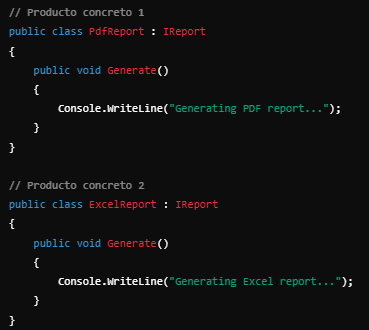 // Producto concreto 1
public class PdfReport : IReport
{
    public void Generate()
    {
        Console.WriteLine("Generating PDF report...");
    }
}

// Producto concreto 2
public class ExcelReport : IReport
{
    public void Generate()
    {
        Console.WriteLine("Generating Excel report...");
    }
}